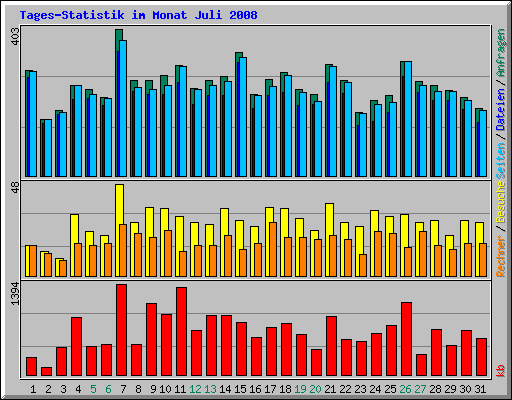 Tages-Statistik im Monat Juli 2008
403
48
1394
Rechner / Besuche Seiten / Dateien / Anfragen
kb
1 2 3 4 5 6 7 8 9 10 11 12 13 14 15 16 17 18 19 20 21 22 23 24 25 26 27 28 29 30 31